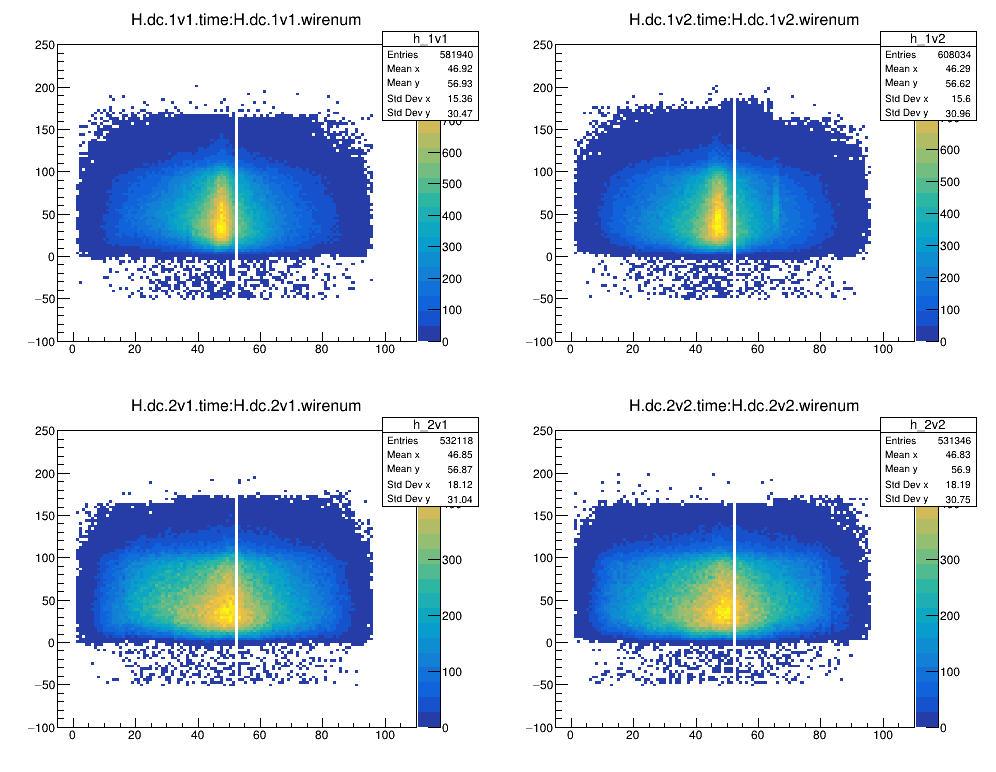 H.dc.1v1.time:H.dc.1v1.wirenum
h_1v1
Entries 581940
Mean x 46.92
Mean y 56.93
Std Dev x 15.36
Std Dev y 30.47
250
200
150
100
50
0
−50
−100
0 20 40 60 80 100
700
600
500
400
300
200
100
0
H.dc.1v2.time:H.dc.1v2.wirenum
h_1v2
Entries 608034
Mean x 46.29
Mean y 56.62
Std Dev x 15.6
Std Dev y 30.96
250
200
150
100
50
0
−50
−100
0 20 40 60 80 100
600
500
400
300
200
100
0
H.dc.2v1.time:H.dc.2v1.wirenum
h_2v1
Entries 532118
Mean x 46.85
Mean y 56.87
Std Dev x 18.12
Std Dev y 31.04
250
200
150
100
50
0
−50
−100
0 20 40 60 80 100
300
200
100
0
H.dc.2v2.time:H.dc.2v2.wirenum
h_2v2
Entries 531346
Mean x 46.83
Mean y 56.9
Std Dev x 18.19
Std Dev y 30.75
250
200
150
100
50
0
−50
−100
0 20 40 60 80 100
300
200
100
0